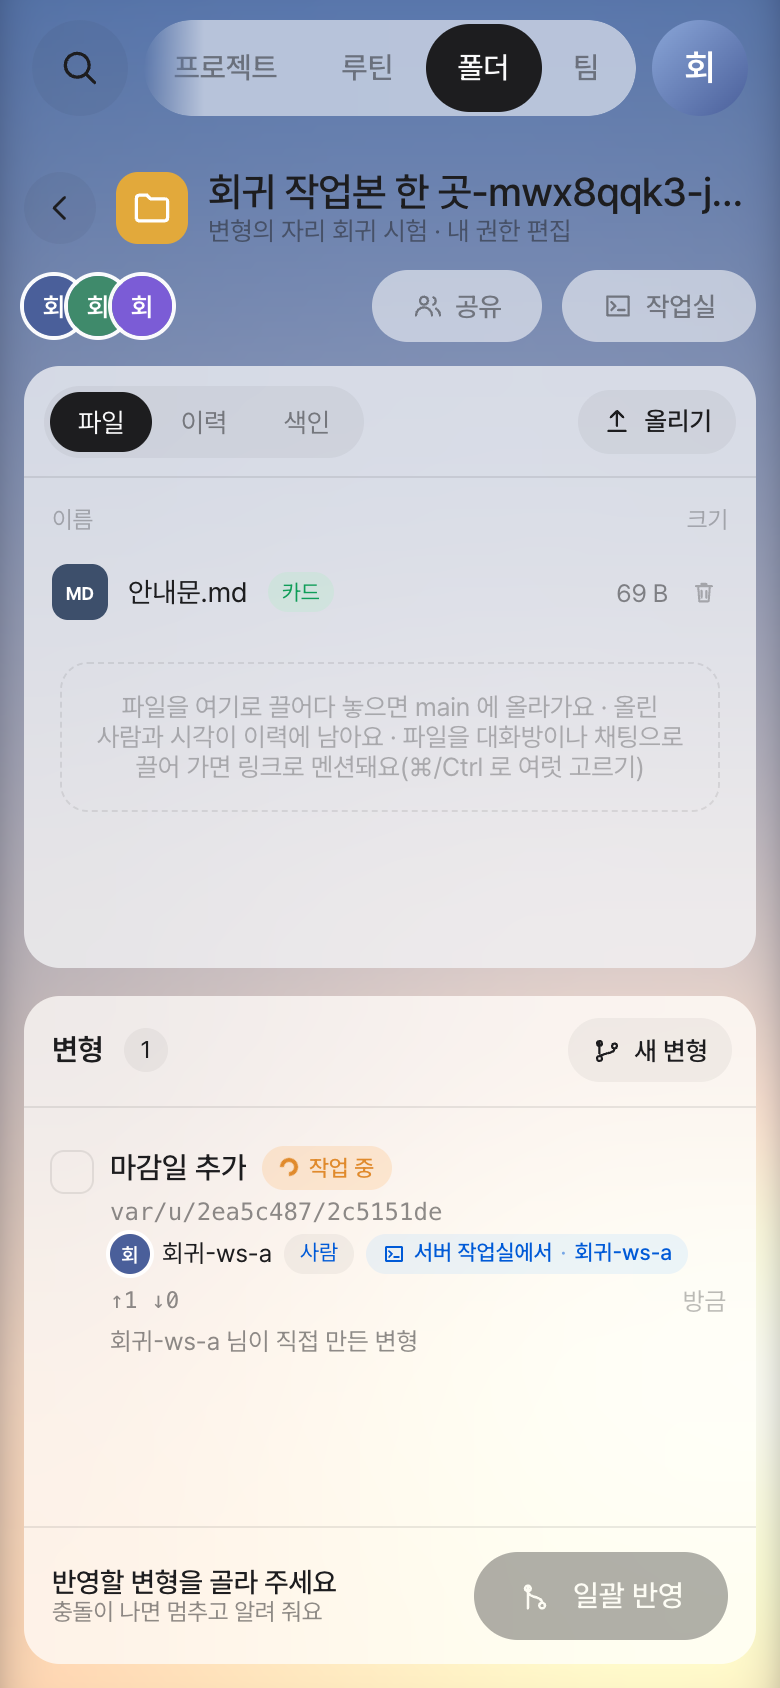 프로젝트 루틴 폴더 팀 회
회귀 작업본 한 곳-mwx8qqk3-j...
변형의 자리 회귀 시험 · 내 권한 편집
회 회 회 공유 작업실
파일 이력 색인 올리기
이름 크기
MD 안내문.md 카드 69 B
파일을 여기로 끌어다 놓으면 main 에 올라가요 · 올린
사람과 시각이 이력에 남아요 · 파일을 대화방이나 채팅으로
끌어 가면 링크로 멘션돼요(⌘/Ctrl 로 여럿 고르기)
변형 1 새 변형
마감일 추가 작업 중
var/u/2ea5c487/2c5151de
회 회귀-ws-a 사람 서버 작업실에서 · 회귀-ws-a
↑1 ↓0 방금
회귀-ws-a 님이 직접 만든 변형
반영할 변형을 골라 주세요
충돌이 나면 멈추고 알려 줘요
일괄 반영